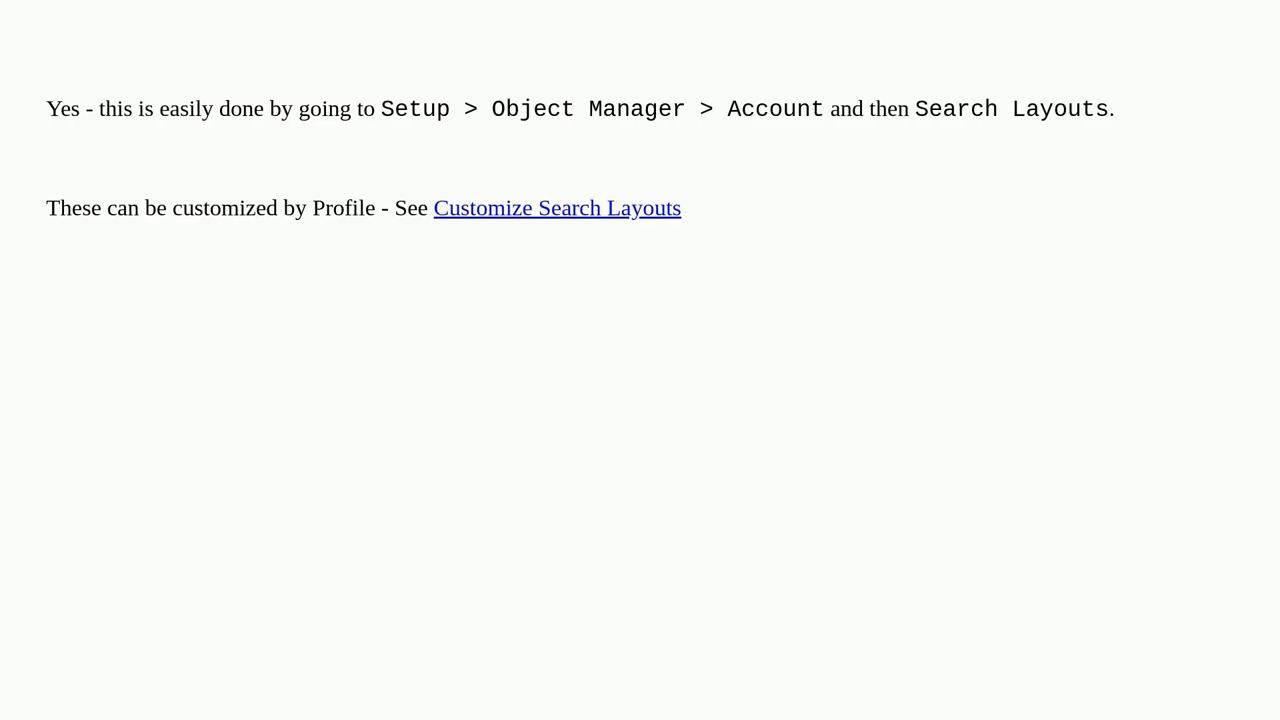 Yes - this is easily done by going to Setup > Object Manager > Account and then Search Layouts.
These can be customized by Profile - See Customize Search Layouts